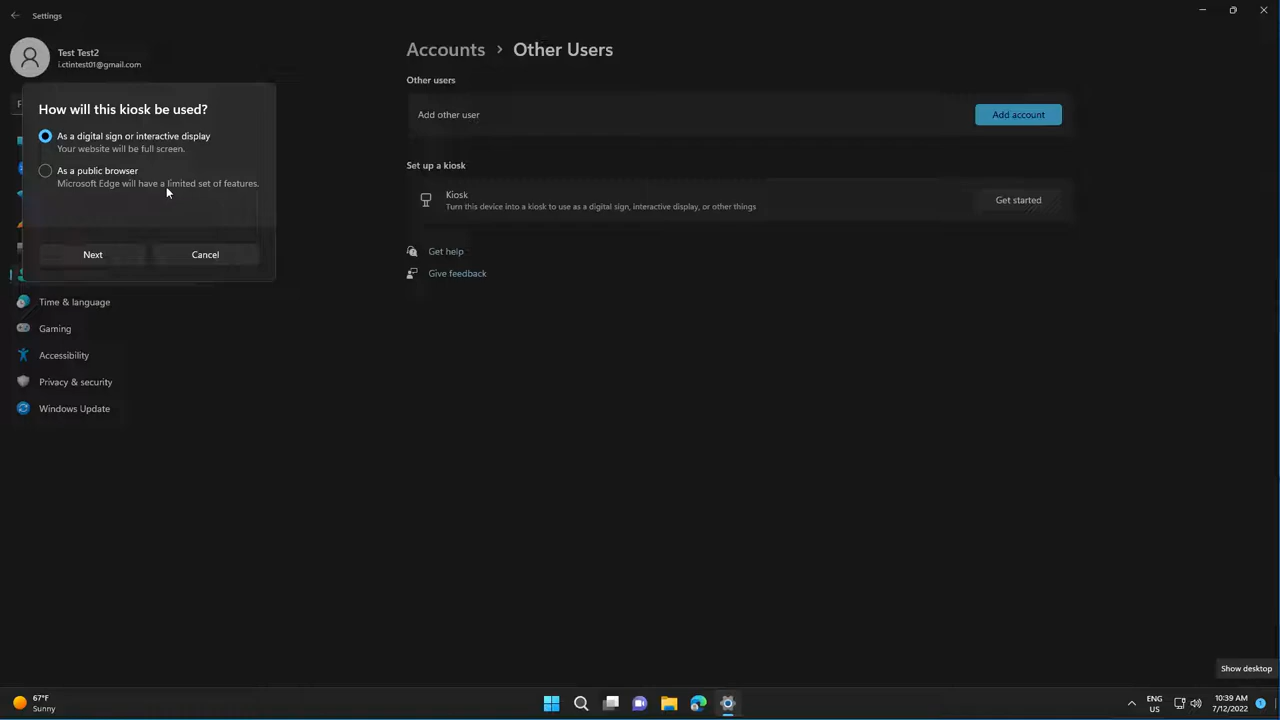 Settings
Test Test2
i.ctintest01@gmail.com
How will this kiosk be used?
As a digital sign or interactive display
Your website will be full screen.
As a public browser
Microsoft Edge will have a limited set of features.
Next
Cancel
Time & language
Gaming
Accessibility
Privacy & security
Windows Update
Accounts > Other Users
Other users
Add other user
Add account
Set up a kiosk
Kiosk
Turn this device into a kiosk to use as a digital sign, interactive display, or other things
Get started
Get help
Give feedback
Show desktop
67°F
Sunny
ENG
US
10:39 AM
7/12/2022
1